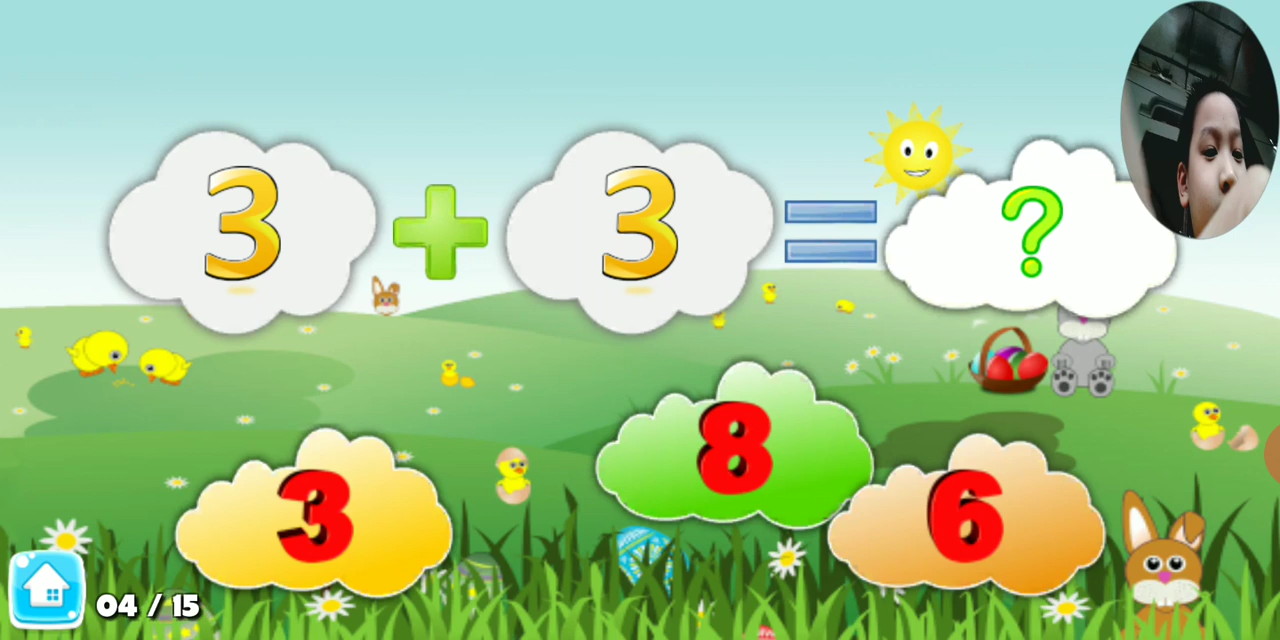 3 + 3 = ?
8
3 6
04 / 15